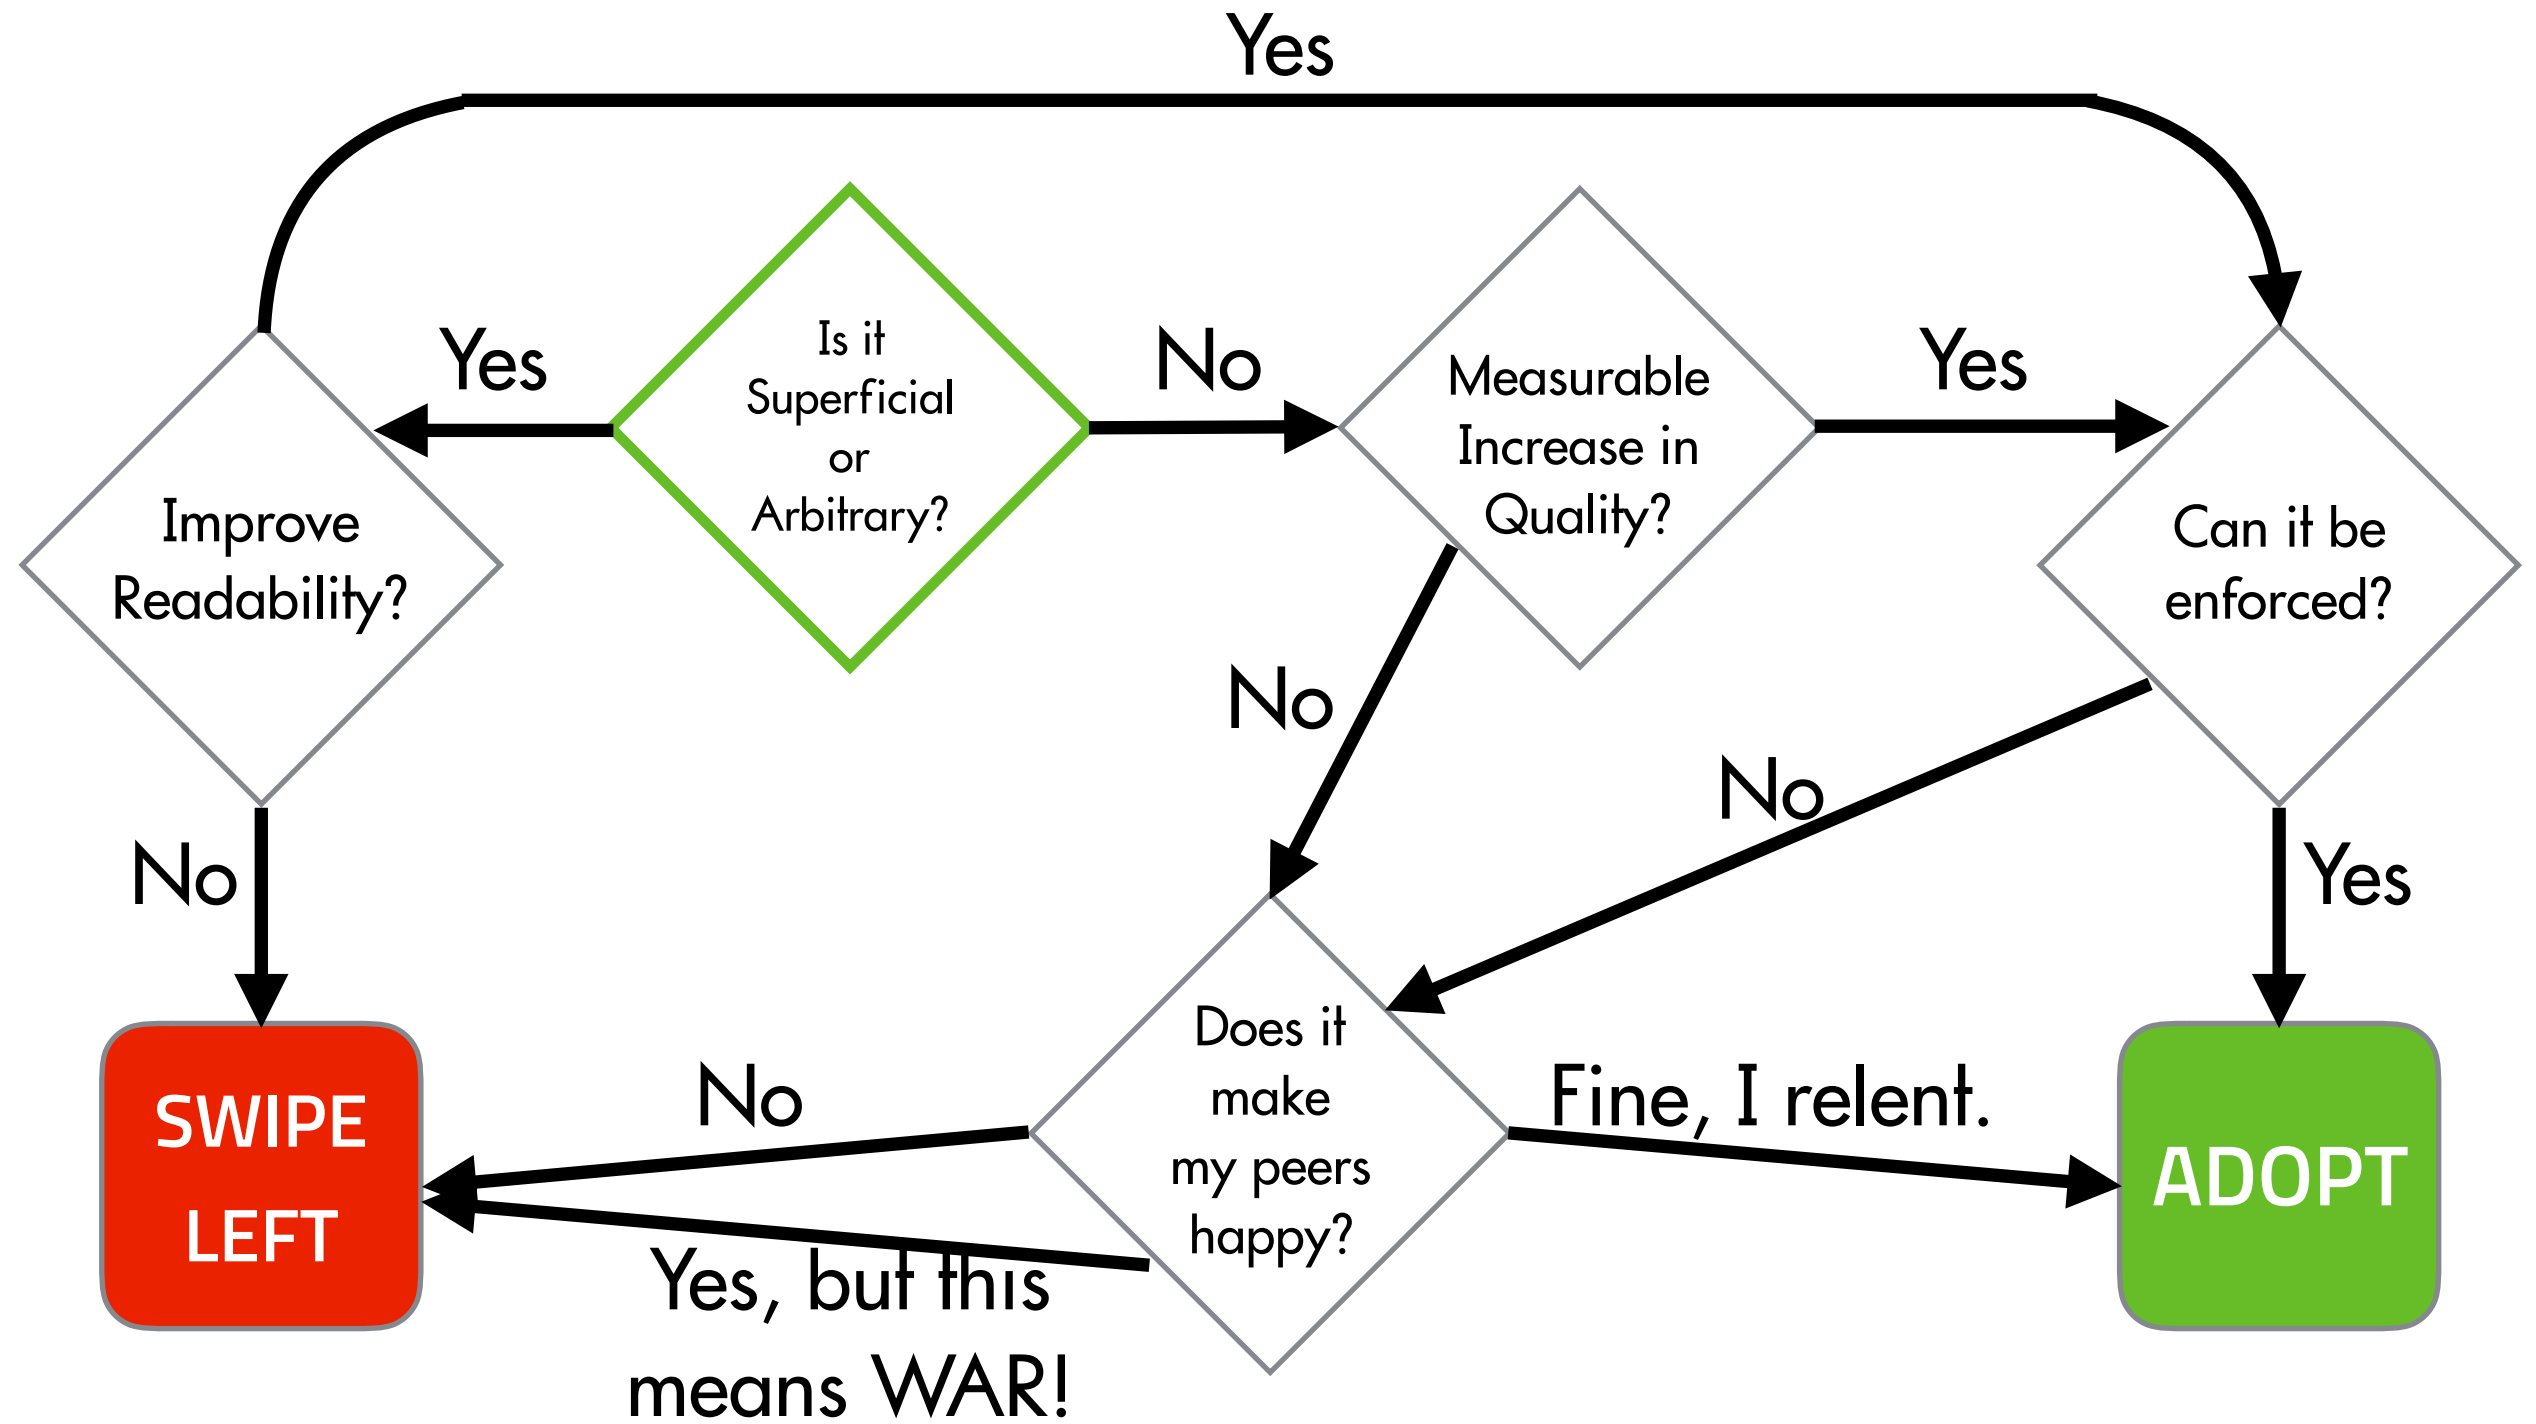 Yes
Yes
Is it
Superficial
or
Arbitrary?
No
Measurable
Increase in
Quality?
Yes
Improve
Readability?
Can it be
enforced?
No
No
No
Yes
Does it
make
my peers
happy?
No
Fine, I relent.
SWIPE
LEFT
ADOPT
Yes, but this
means WAR!